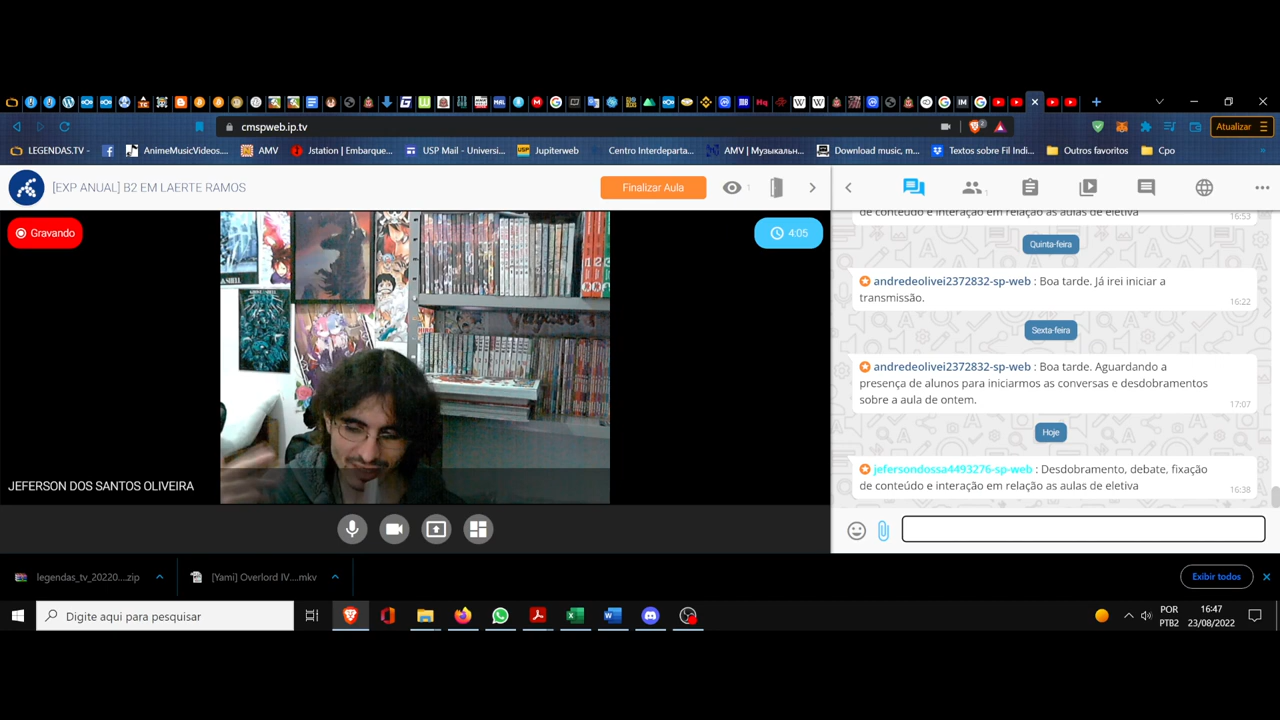 cmspweb.ip.tv
2
Atualizar
LEGENDAS.TV -
AnimeMusicVideos...
AMV
Jstation | Embarque...
USP Mail - Universi...
Jupiterweb
Centro Interdeparta...
AMV | Музыкальн...
Download music, m...
Textos sobre Fil Indi...
Outros favoritos
Cpo
[EXP ANUAL] B2 EM LAERTE RAMOS
Finalizar Aula
1
1
Gravando
4:05
JEFERSON DOS SANTOS OLIVEIRA
de conteúdo e interação em relação as aulas de eletiva
16:53
Quinta-feira
andredeolivei2372832-sp-web : Boa tarde. Já irei iniciar a
transmissão.
16:22
Sexta-feira
andredeolivei2372832-sp-web : Boa tarde. Aguardando a
presença de alunos para iniciarmos as conversas e desdobramentos
sobre a aula de ontem.
17:07
Hoje
jefersondossa4493276-sp-web : Desdobramento, debate, fixação
de conteúdo e interação em relação as aulas de eletiva
16:38
legendas_tv_20220....zip
[Yami] Overlord IV....mkv
Exibir todos
Digite aqui para pesquisar
POR
PTB2
16:47
23/08/2022